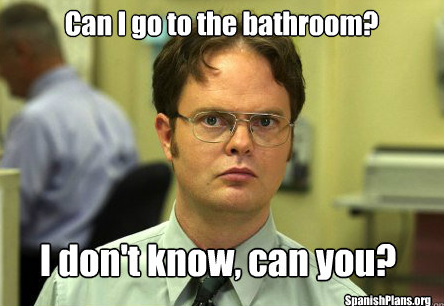 Can I go to the bathroom?
I don't know, can you?
SpanishPlans.org